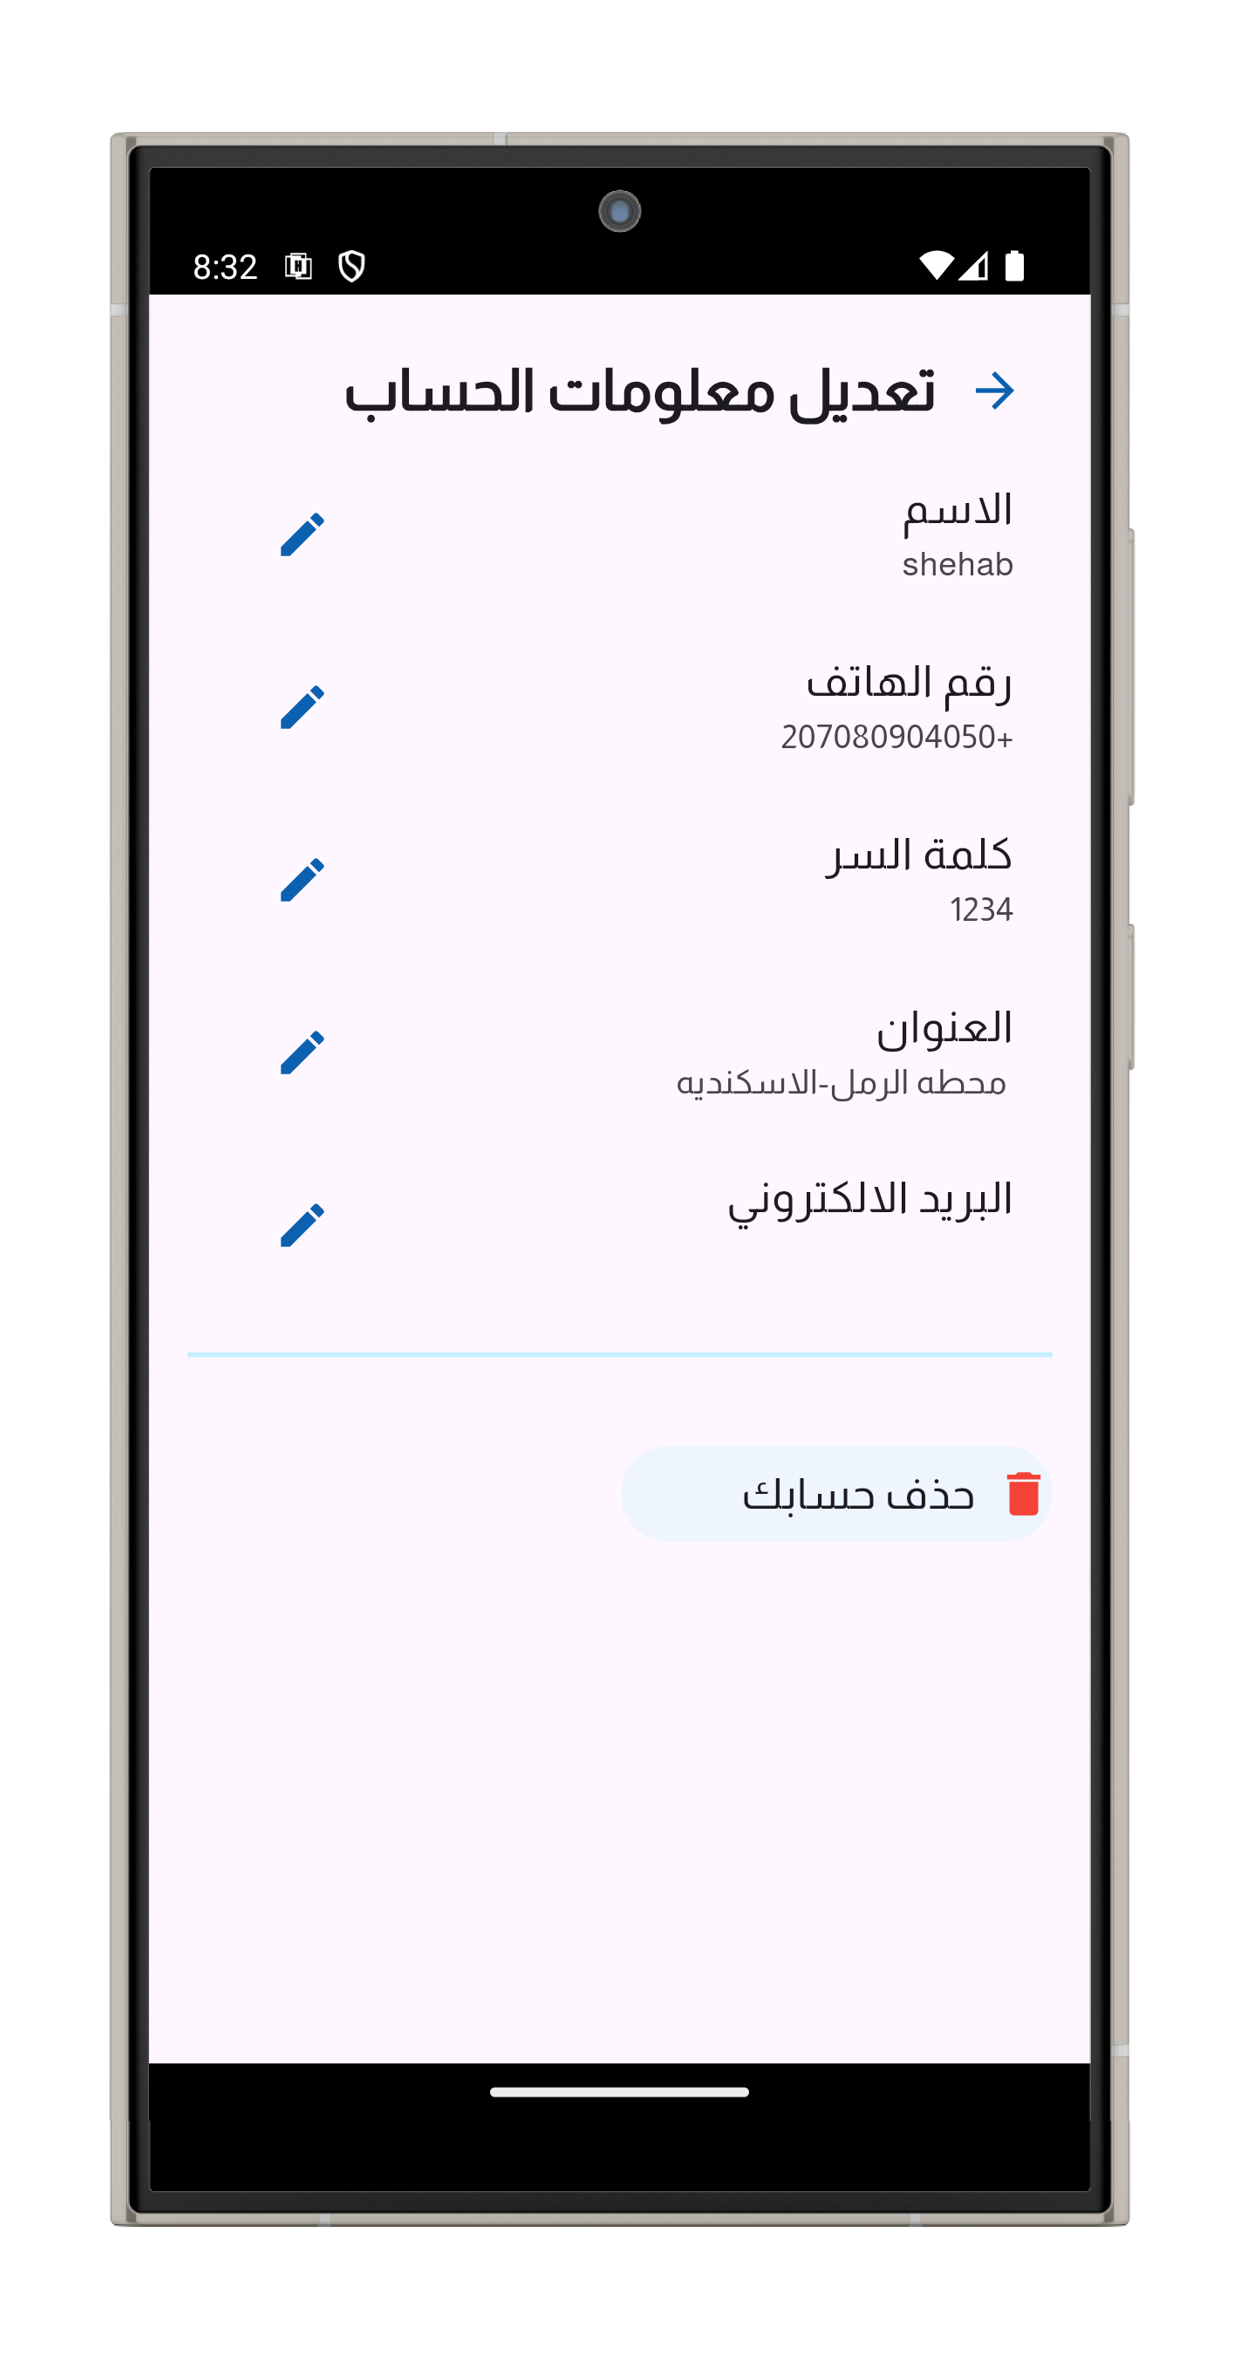 8:32
تعديل معلومات الحساب
الاسم
shehab
رقم الهاتف
207080904050+
كلمة السر
1234
العنوان
محطه الرمل-الاسكنديه
البريد الالكتروني
حذف حسابك